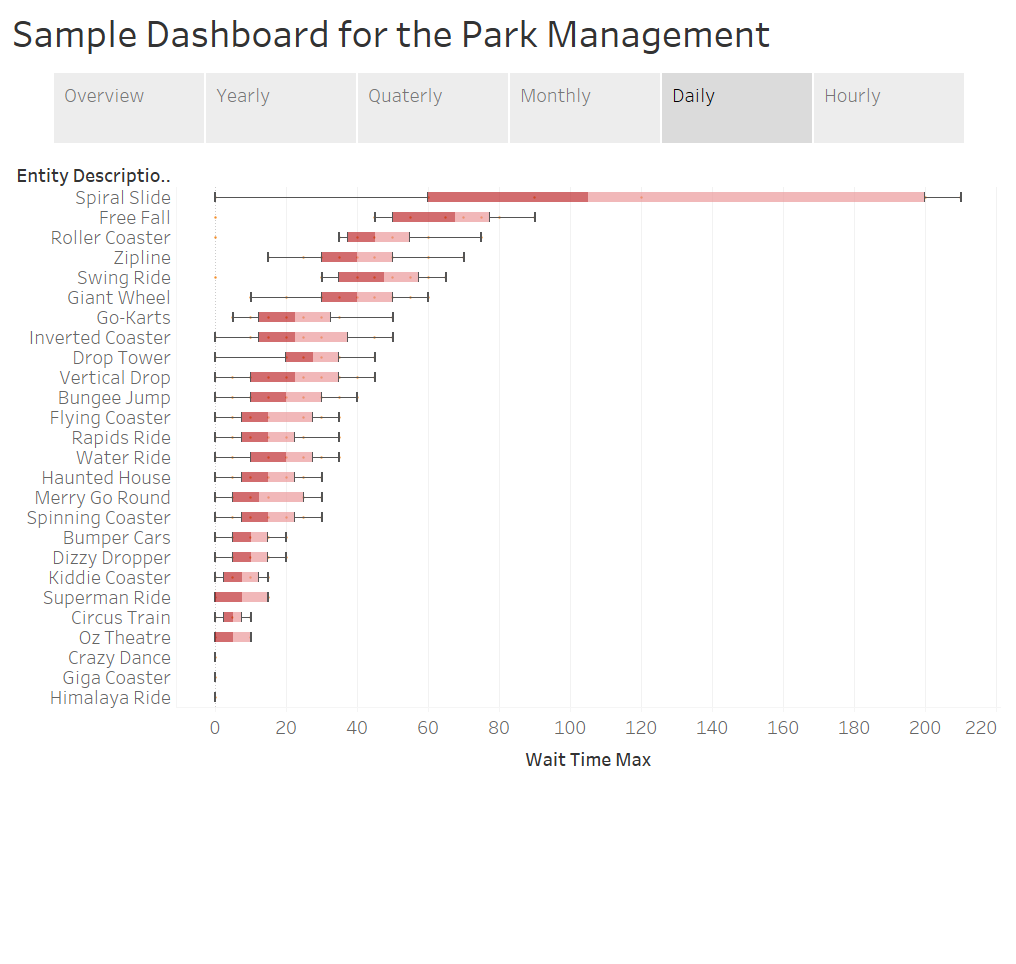 Sample Dashboard for the Park Management
Overview Yearly Quaterly Monthly Daily Hourly
Entity Descriptio..
Spiral Slide
Free Fall
Roller Coaster
Zipline
Swing Ride
Giant Wheel
Go-Karts
Inverted Coaster
Drop Tower
Vertical Drop
Bungee Jump
Flying Coaster
Rapids Ride
Water Ride
Haunted House
Merry Go Round
Spinning Coaster
Bumper Cars
Dizzy Dropper
Kiddie Coaster
Superman Ride
Circus Train
Oz Theatre
Crazy Dance
Giga Coaster
Himalaya Ride
0 20 40 60 80 100 120 140 160 180 200 220
Wait Time Max